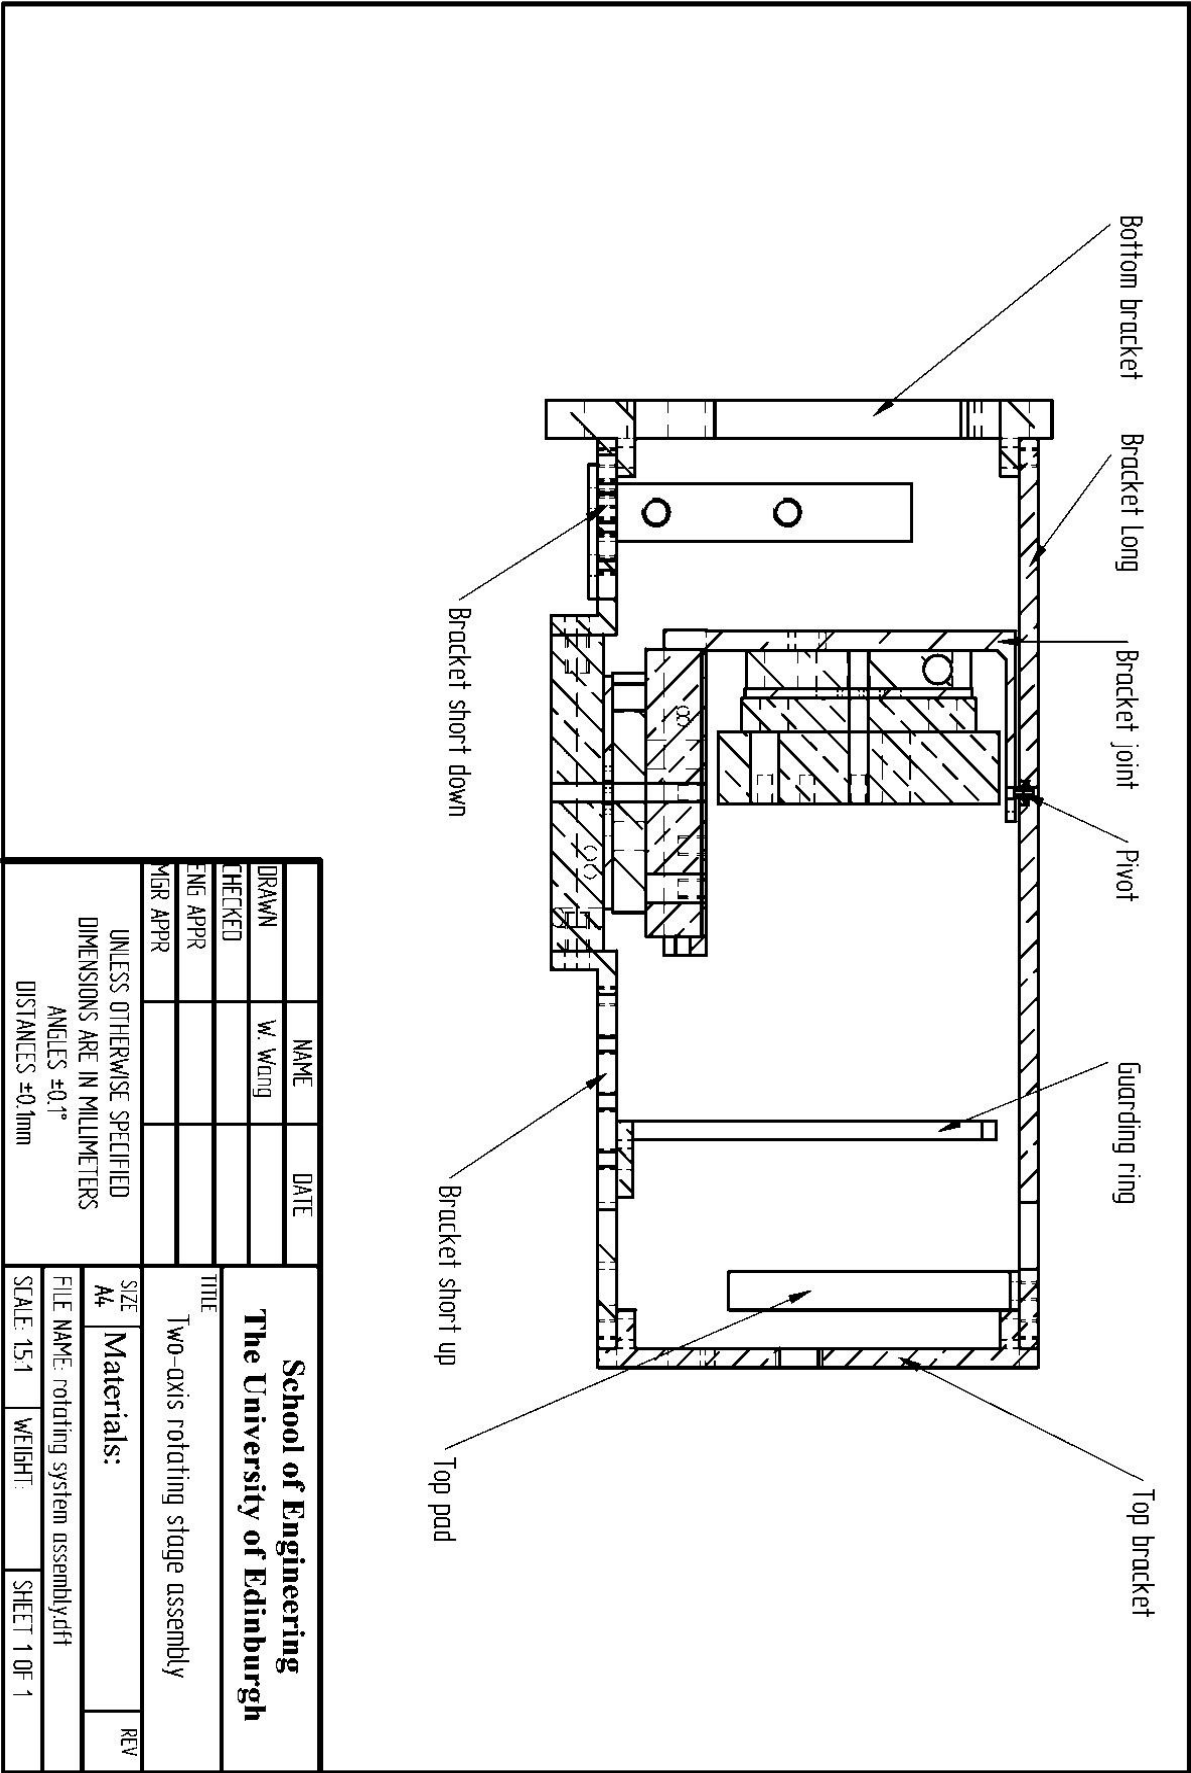 Bottom bracket
Bracket Long
Bracket joint
Pivot
Guarding ring
Top bracket
Bracket short down
Bracket short up
Top pad
NAME
DATE
DRAWN
W. Wang
CHECKED
ENG APPR
MGR APPR
UNLESS OTHERWISE SPECIFIED
DIMENSIONS ARE IN MILLIMETERS
ANGLES ±0.1°
DISTANCES ±0.1mm
School of Engineering
The University of Edinburgh
TITLE
Two-axis rotating stage assembly
SIZE
A4
Materials:
REV
FILE NAME: rotating system assembly.dft
SCALE: 1.5:1
WEIGHT:
SHEET 1 OF 1